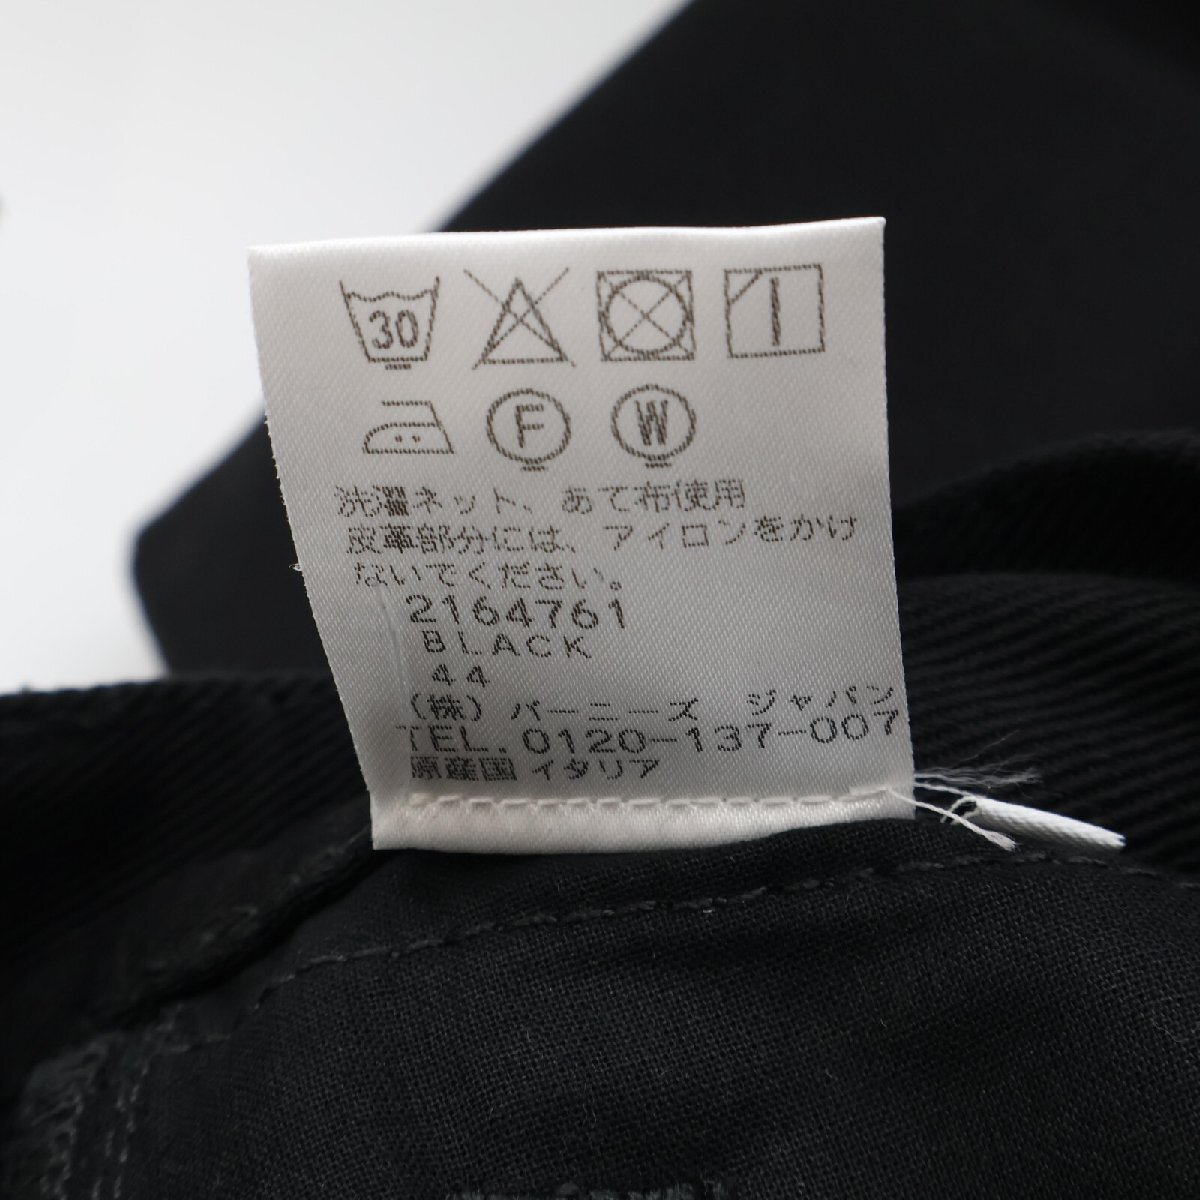 30
F W
洗濯ネット、あて布使用
皮革部分には、アイロンをかけ
ないでください。
2164761
BLACK
44
(株) バーニーズ ジャパン
TEL. 0120-137-007
原産国 イタリア